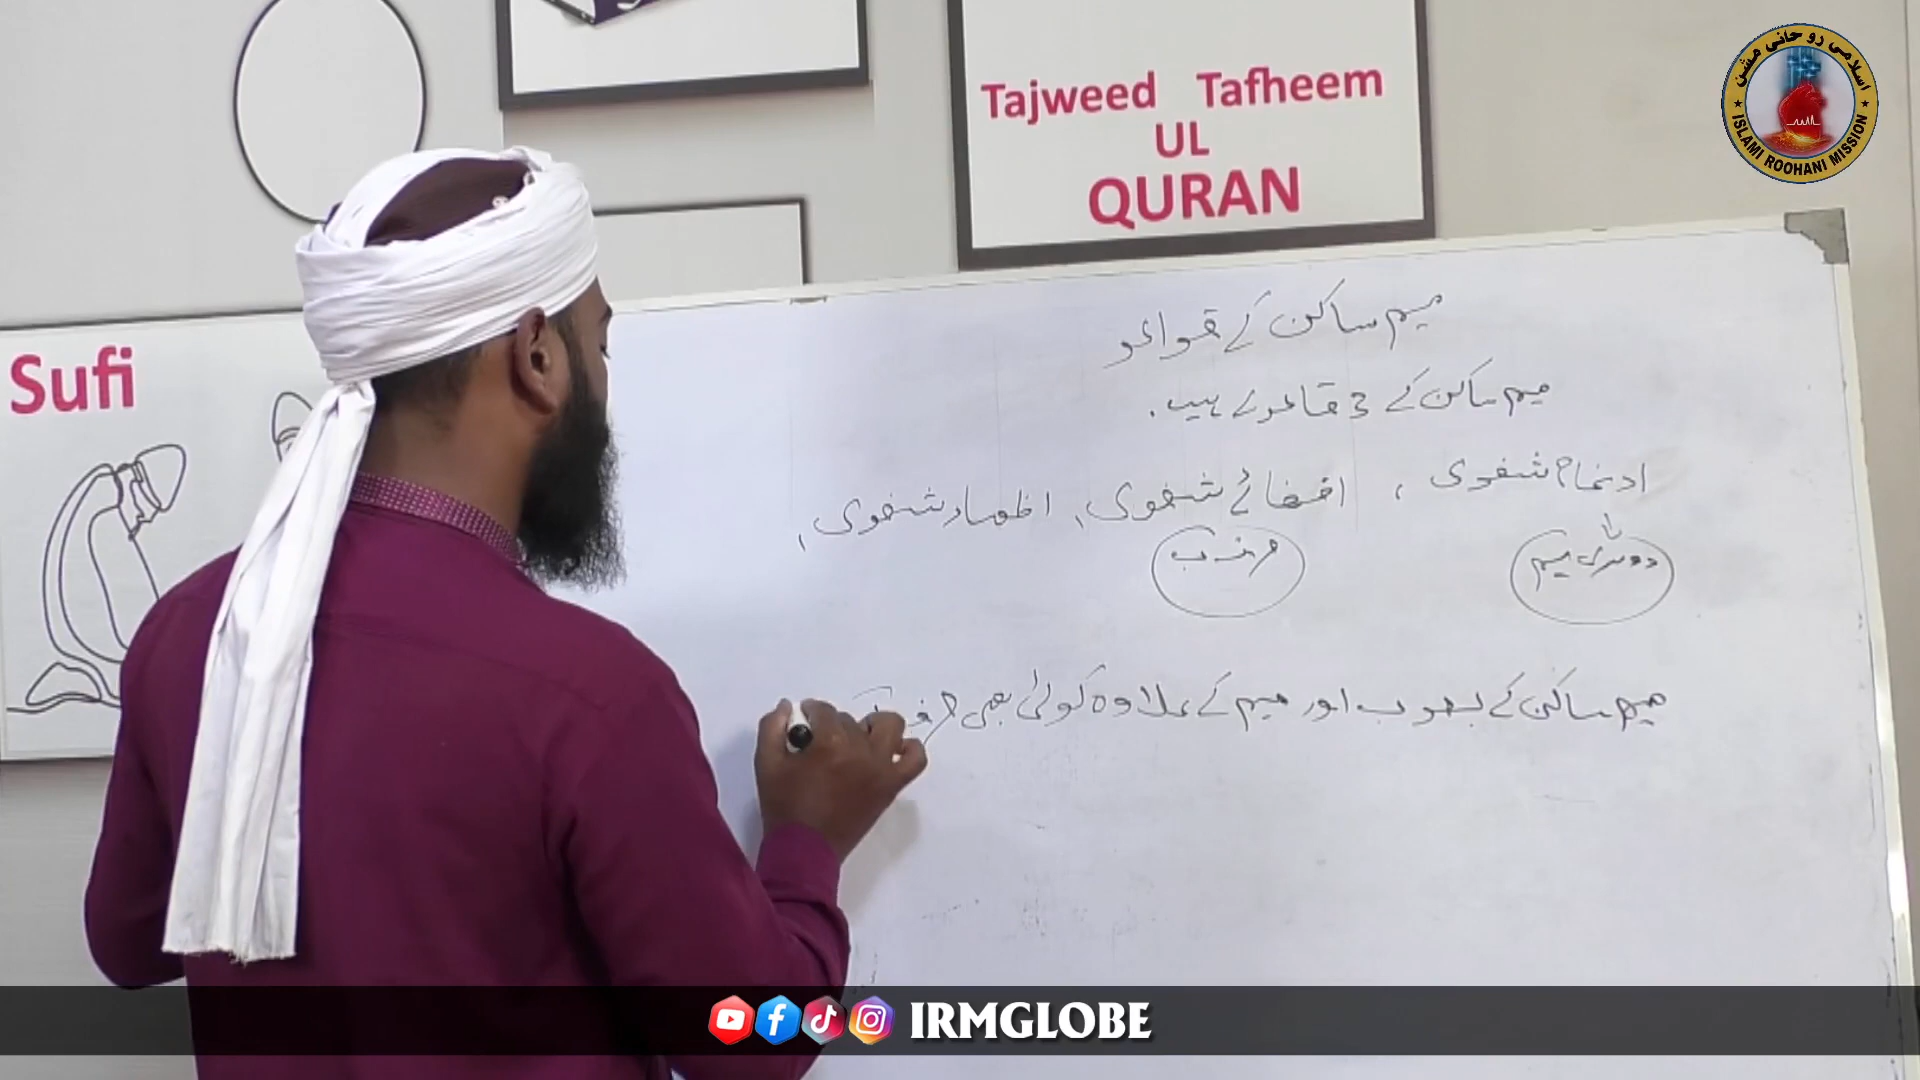 Tajweed Tafheem
UL
QURAN
اسلامی روحانی مشن
ISLAMI ROOHANI MISSION
Sufi
میم ساکن کے قواعد
میم ساکن کے 3 قاعدے ہیں.
ادغام شفوی ، اخفائے شفوی، اظہار شفوی،
دوسری میم
حرف ب
میم ساکن کے بعد ب اور میم کے علاوہ کوئی بھی حرف
IRMGLOBE